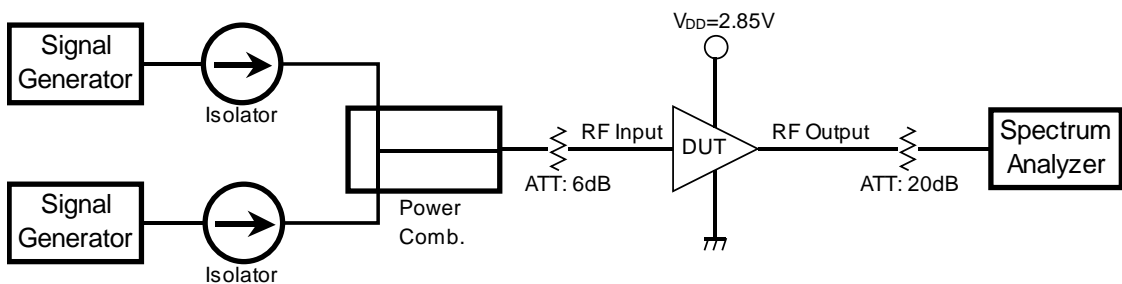 V_DD=2.85V
Signal
Generator
Isolator
RF Input
DUT
RF Output
Spectrum
Analyzer
ATT: 6dB
ATT: 20dB
Signal
Generator
Power
Comb.
Isolator